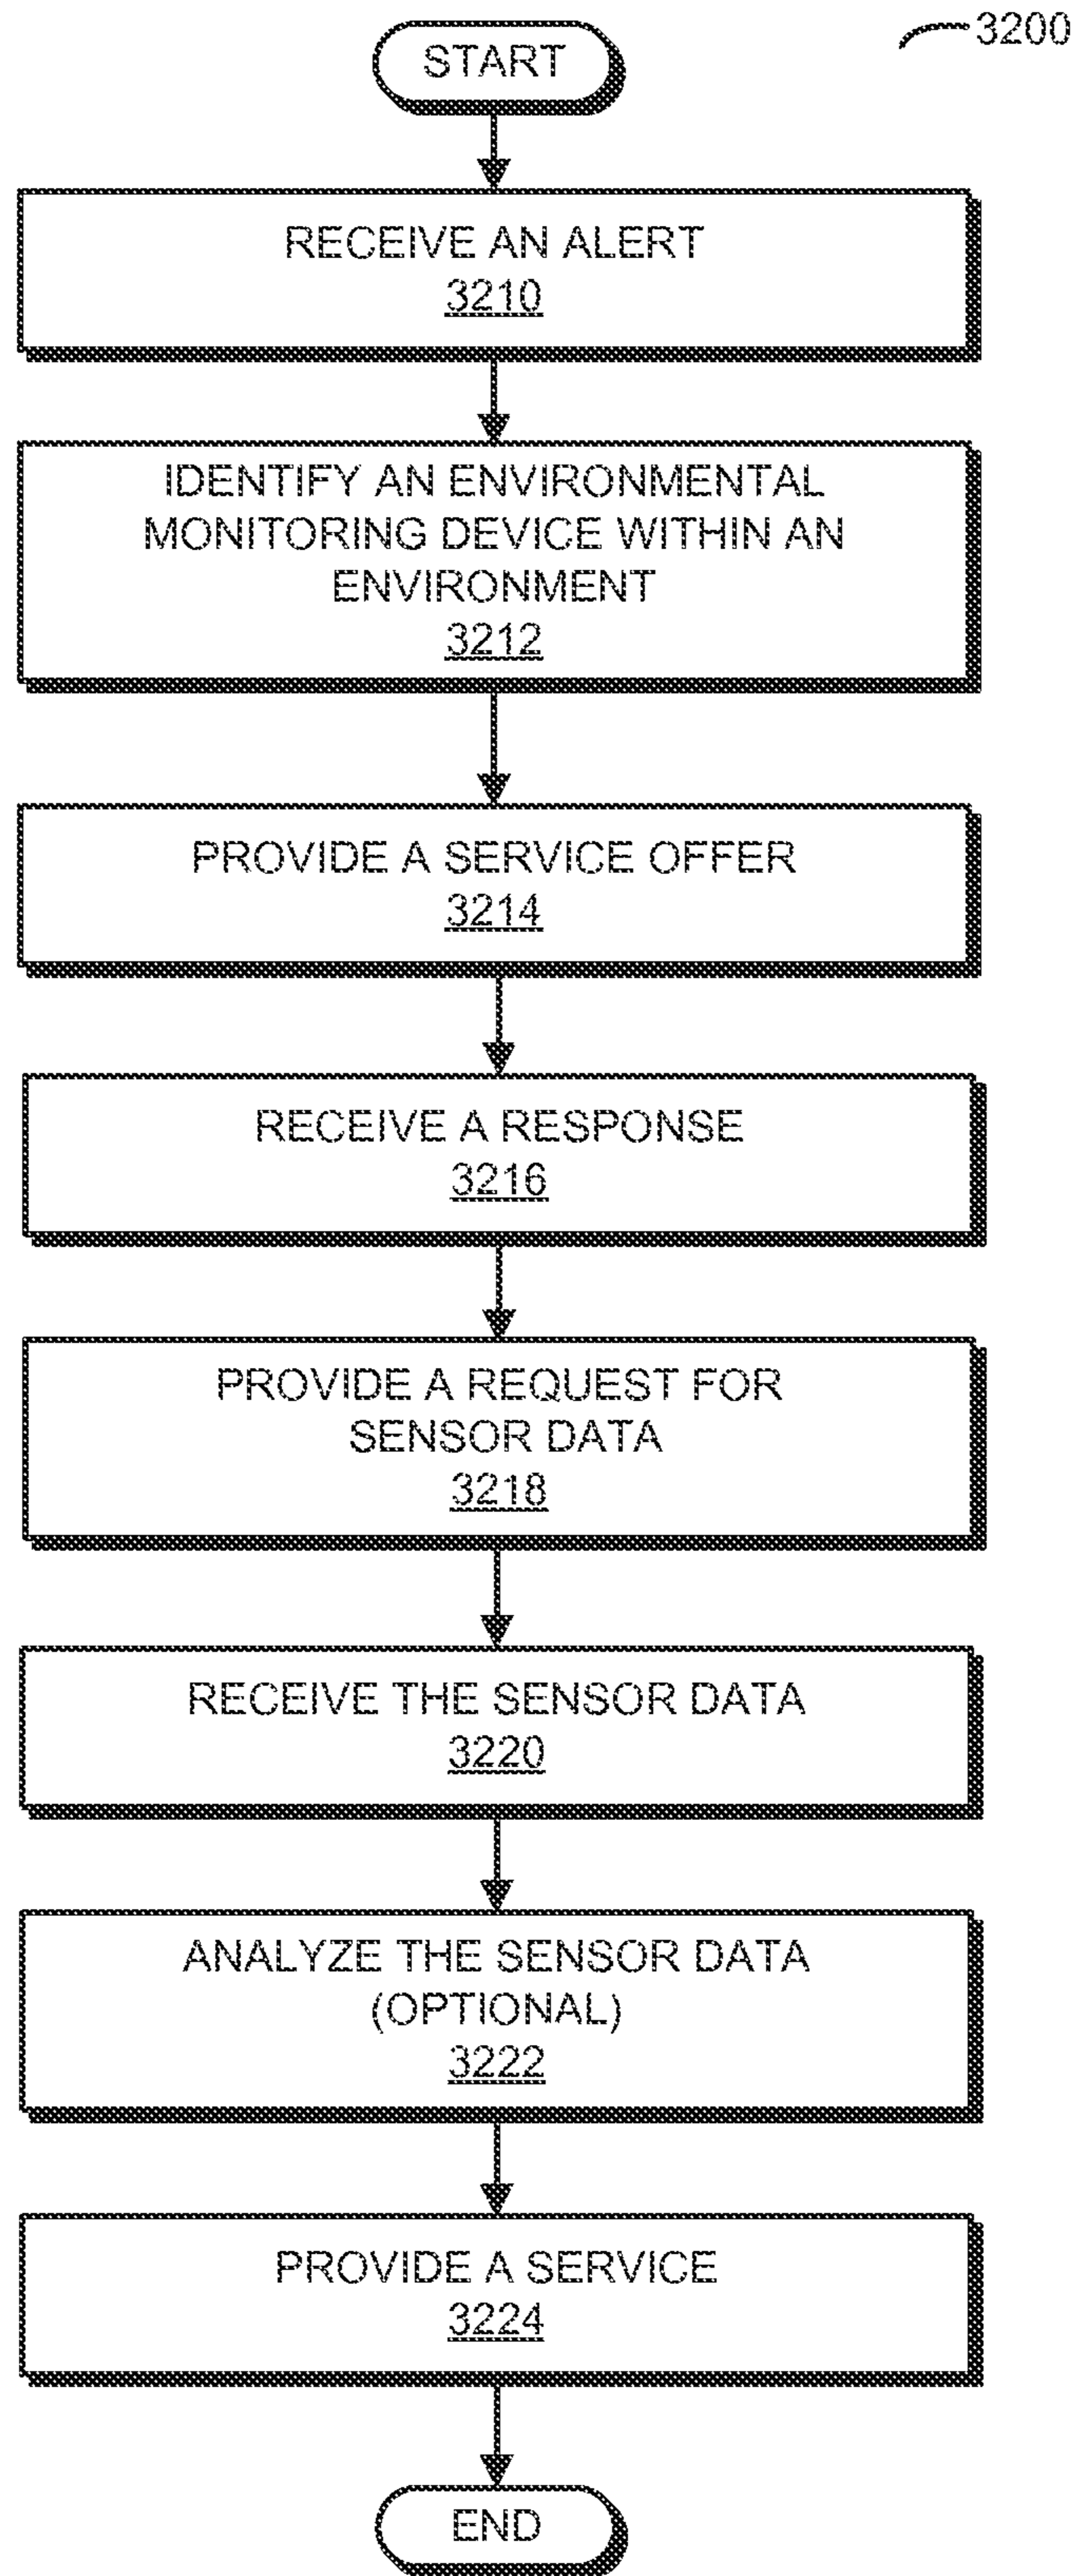 3200
START
RECEIVE AN ALERT
3210
IDENTIFY AN ENVIRONMENTAL
MONITORING DEVICE WITHIN AN
ENVIRONMENT
3212
PROVIDE A SERVICE OFFER
3214
RECEIVE A RESPONSE
3216
PROVIDE A REQUEST FOR
SENSOR DATA
3218
RECEIVE THE SENSOR DATA
3220
ANALYZE THE SENSOR DATA
(OPTIONAL)
3222
PROVIDE A SERVICE
3224
END